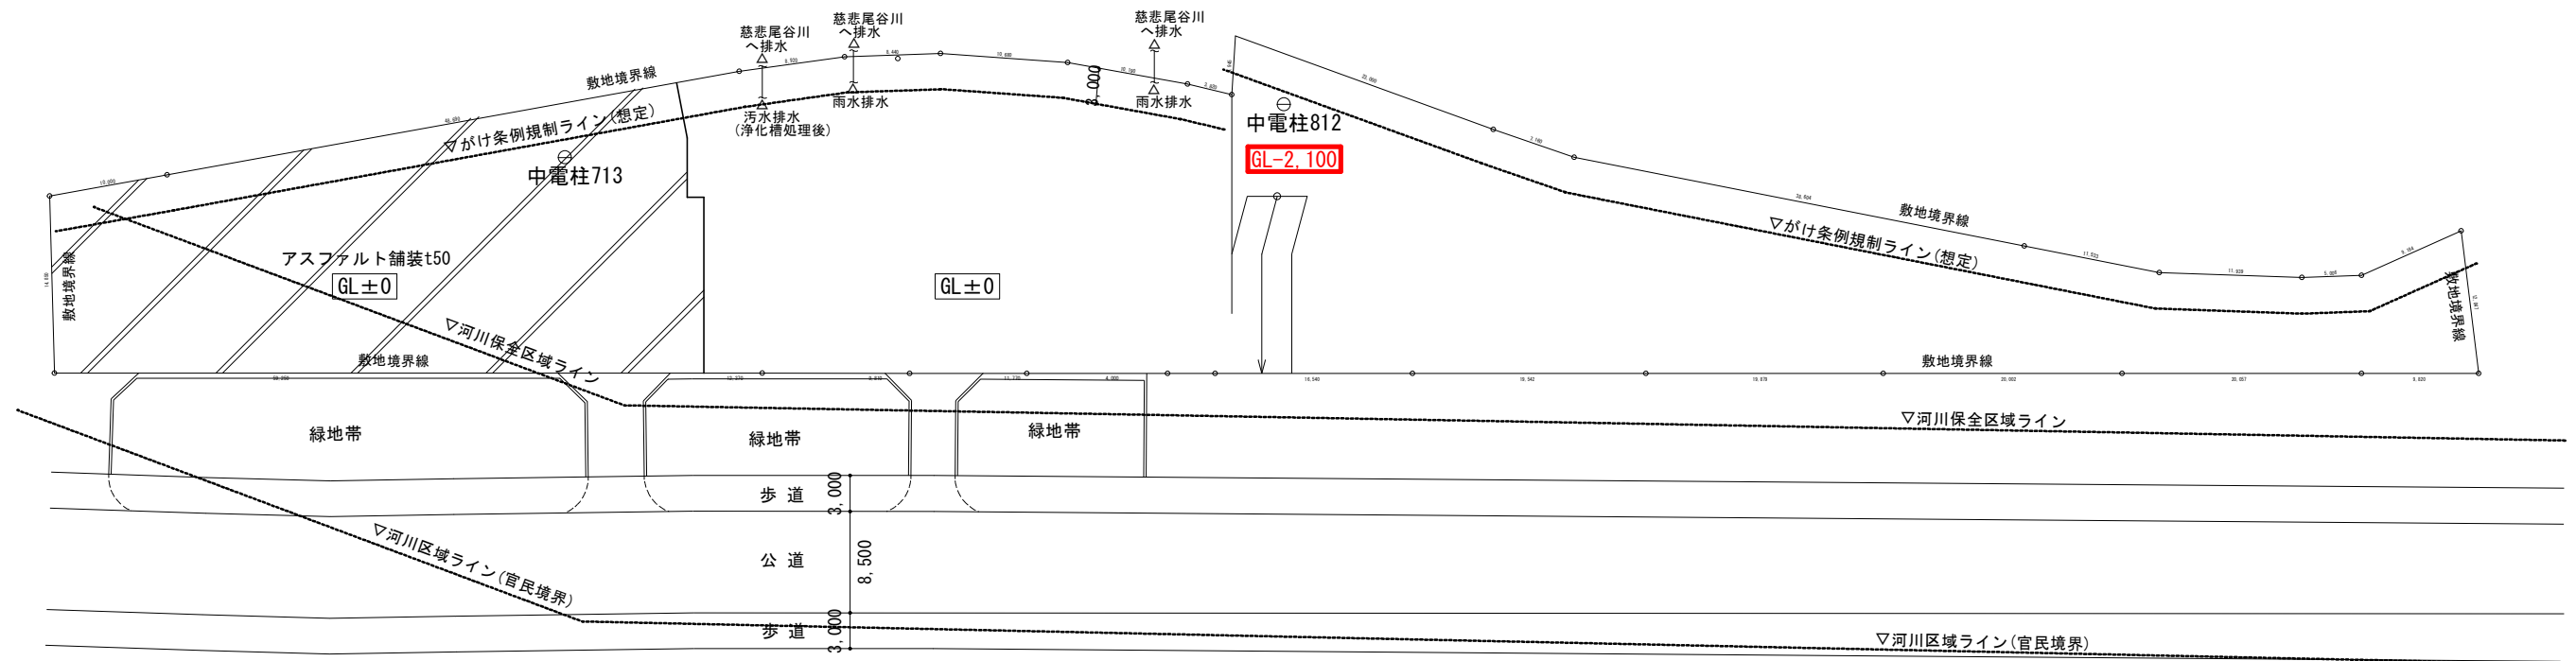 慈悲尾谷川
へ排水
慈悲尾谷川
へ排水
慈悲尾谷川
へ排水
敷地境界線
汚水排水
(浄化槽処理後)
雨水排水
3,000
雨水排水
中電柱812
GL-2,100
▽がけ条例規制ライン(想定)
中電柱713
敷地境界線
▽がけ条例規制ライン(想定)
アスファルト舗装t50
GL±0
GL±0
敷地境界線
敷地境界線
▽河川保全区域ライン
敷地境界線
敷地境界線
▽河川保全区域ライン
緑地帯
緑地帯
緑地帯
歩 道
3,000
▽河川区域ライン(官民境界)
公 道
8,500
歩 道
3,000
▽河川区域ライン(官民境界)